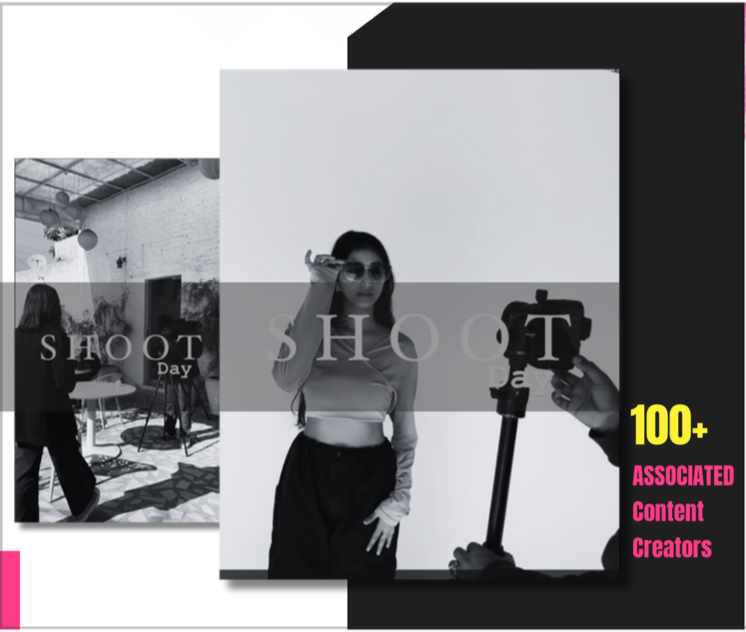 SHOOT
Day
SHOOT
Day
100+
ASSOCIATED
Content
Creators